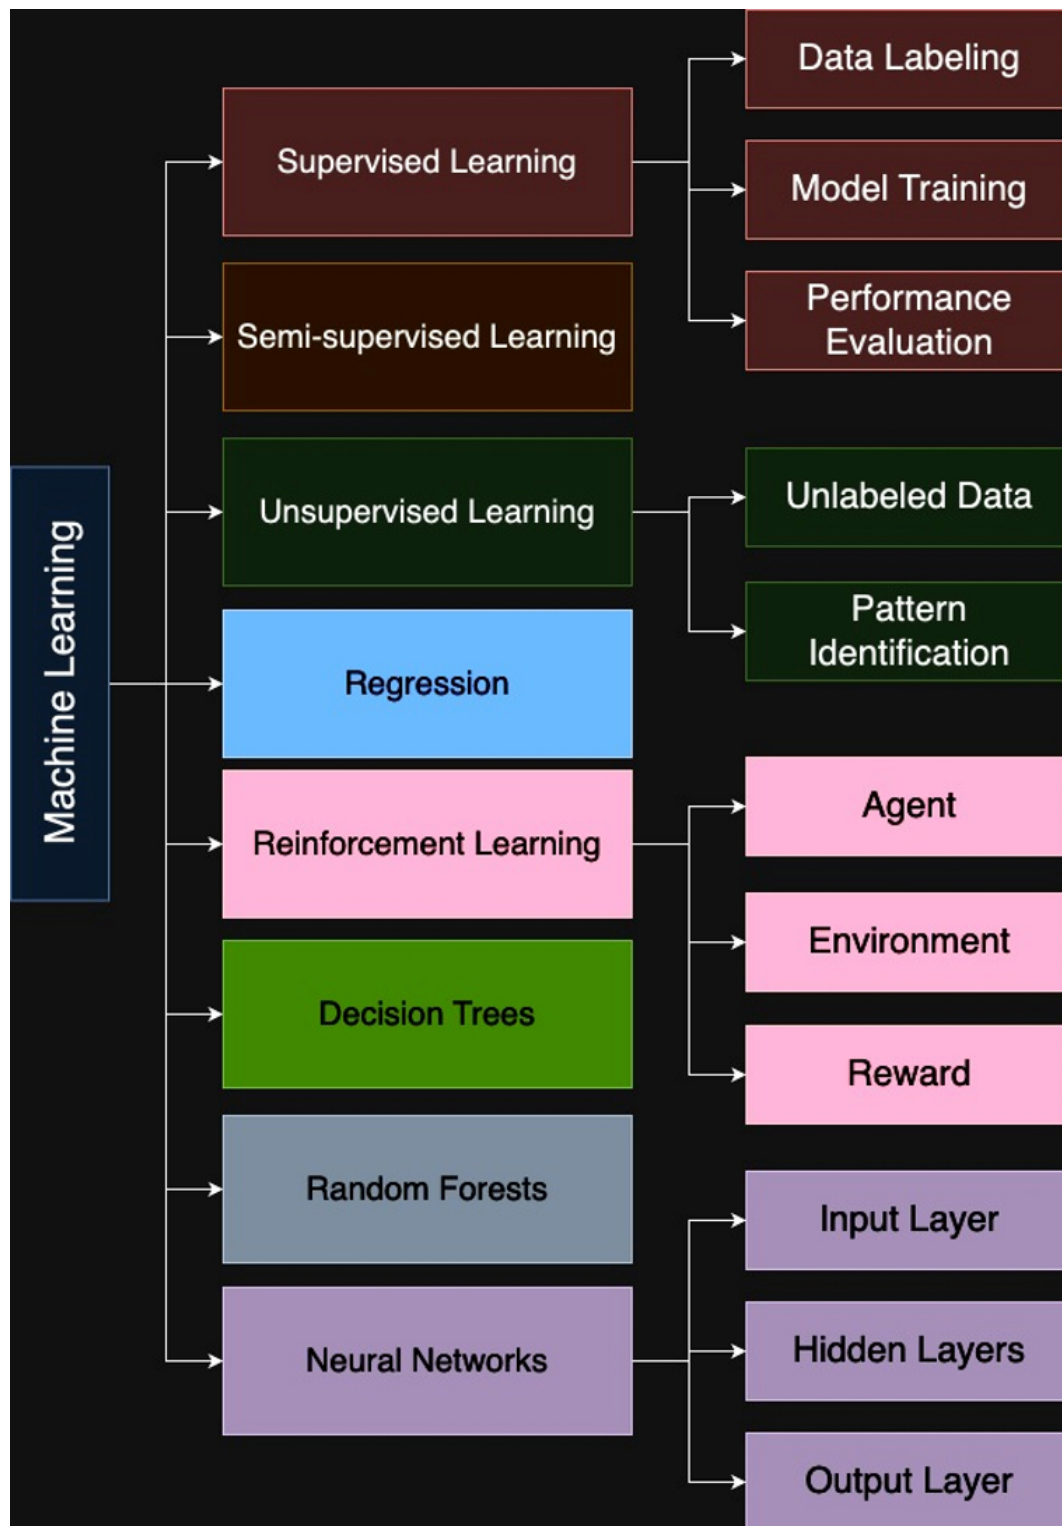 Machine Learning
Supervised Learning
Data Labeling
Model Training
Performance
Evaluation
Semi-supervised Learning
Unsupervised Learning
Unlabeled Data
Pattern
Identification
Regression
Reinforcement Learning
Agent
Environment
Reward
Decision Trees
Random Forests
Neural Networks
Input Layer
Hidden Layers
Output Layer